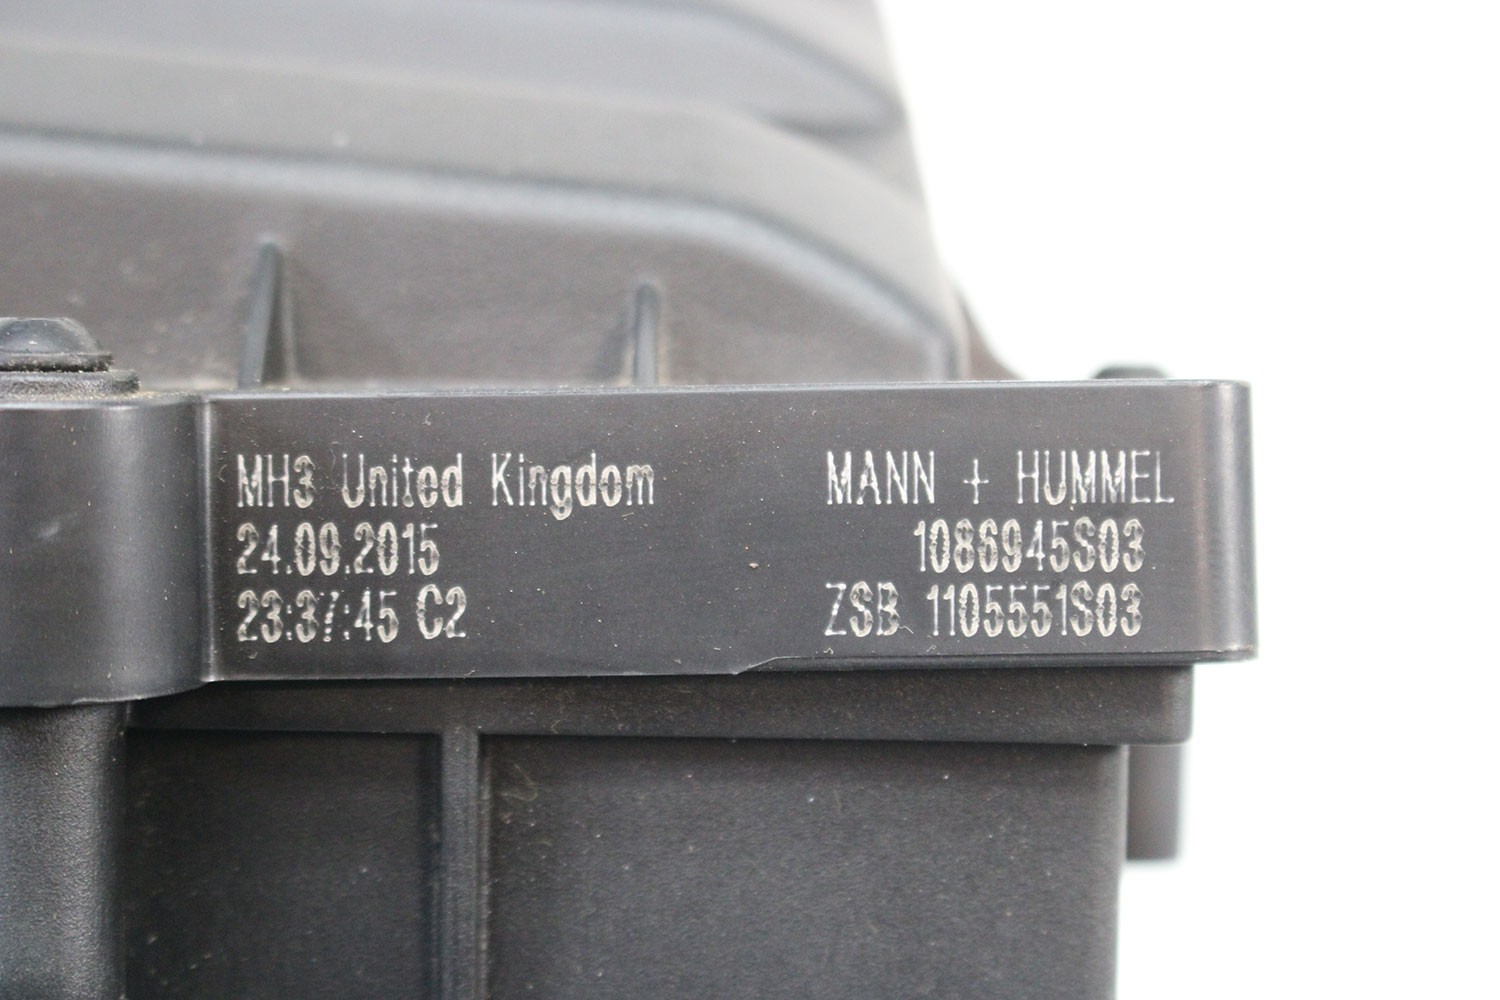 MH3 United Kingdom
24.09.2015
23:37:45 C2
MANN + HUMMEL
1086945S03
ZSB 1105551S03